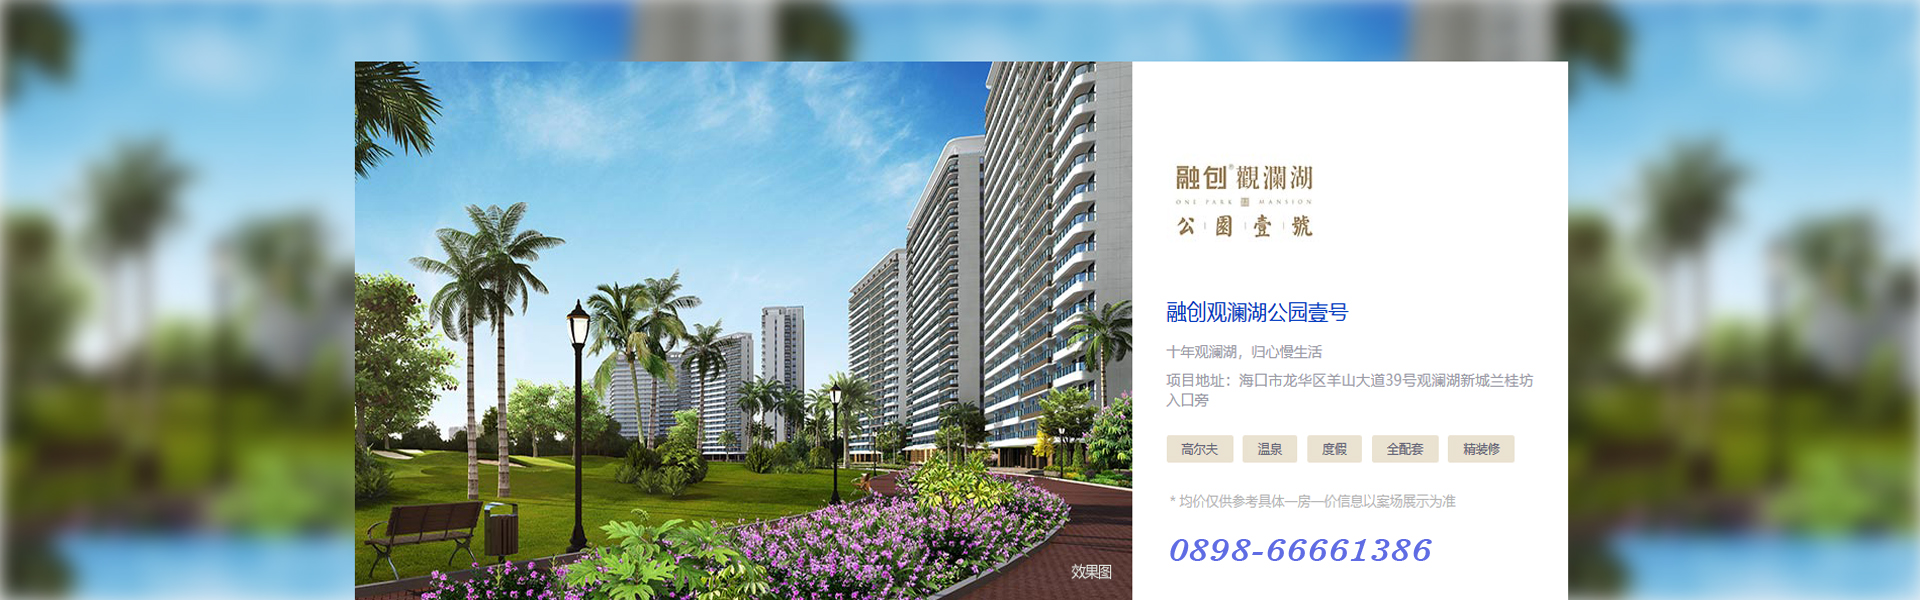 融创®觀瀾湖
ONE PARK MANSION
公園壹號
融创观澜湖公园壹号
十年观澜湖，归心慢生活
项目地址：海口市龙华区羊山大道39号观澜湖新城兰桂坊
入口旁
高尔夫 温泉 度假 全配套 精装修
* 均价仅供参考具体一房一价信息以案场展示为准
0898-66661386
效果图